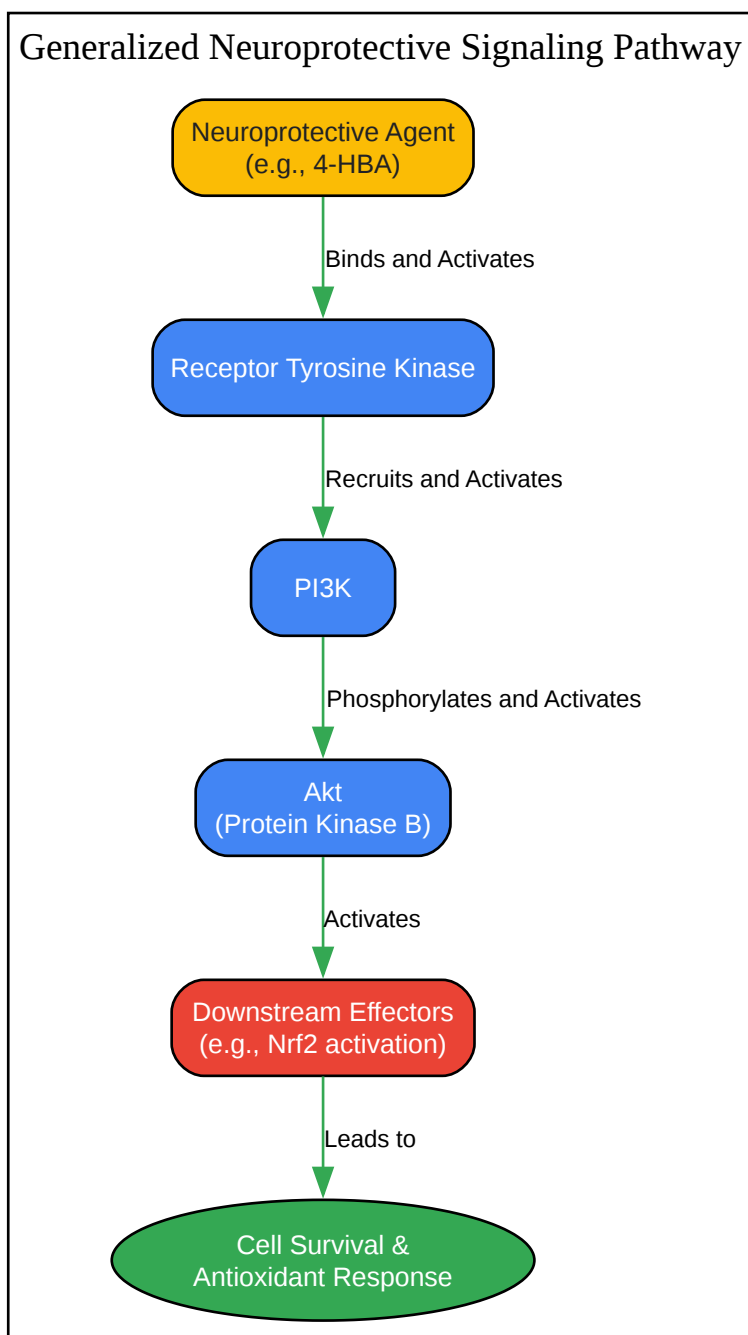 Generalized Neuroprotective Signaling Pathway
Neuroprotective Agent
(e.g., 4-HBA)
Binds and Activates
Receptor Tyrosine Kinase
Recruits and Activates
PI3K
Phosphorylates and Activates
Akt
(Protein Kinase B)
Activates
Downstream Effectors
(e.g., Nrf2 activation)
Leads to
Cell Survival &
Antioxidant Response